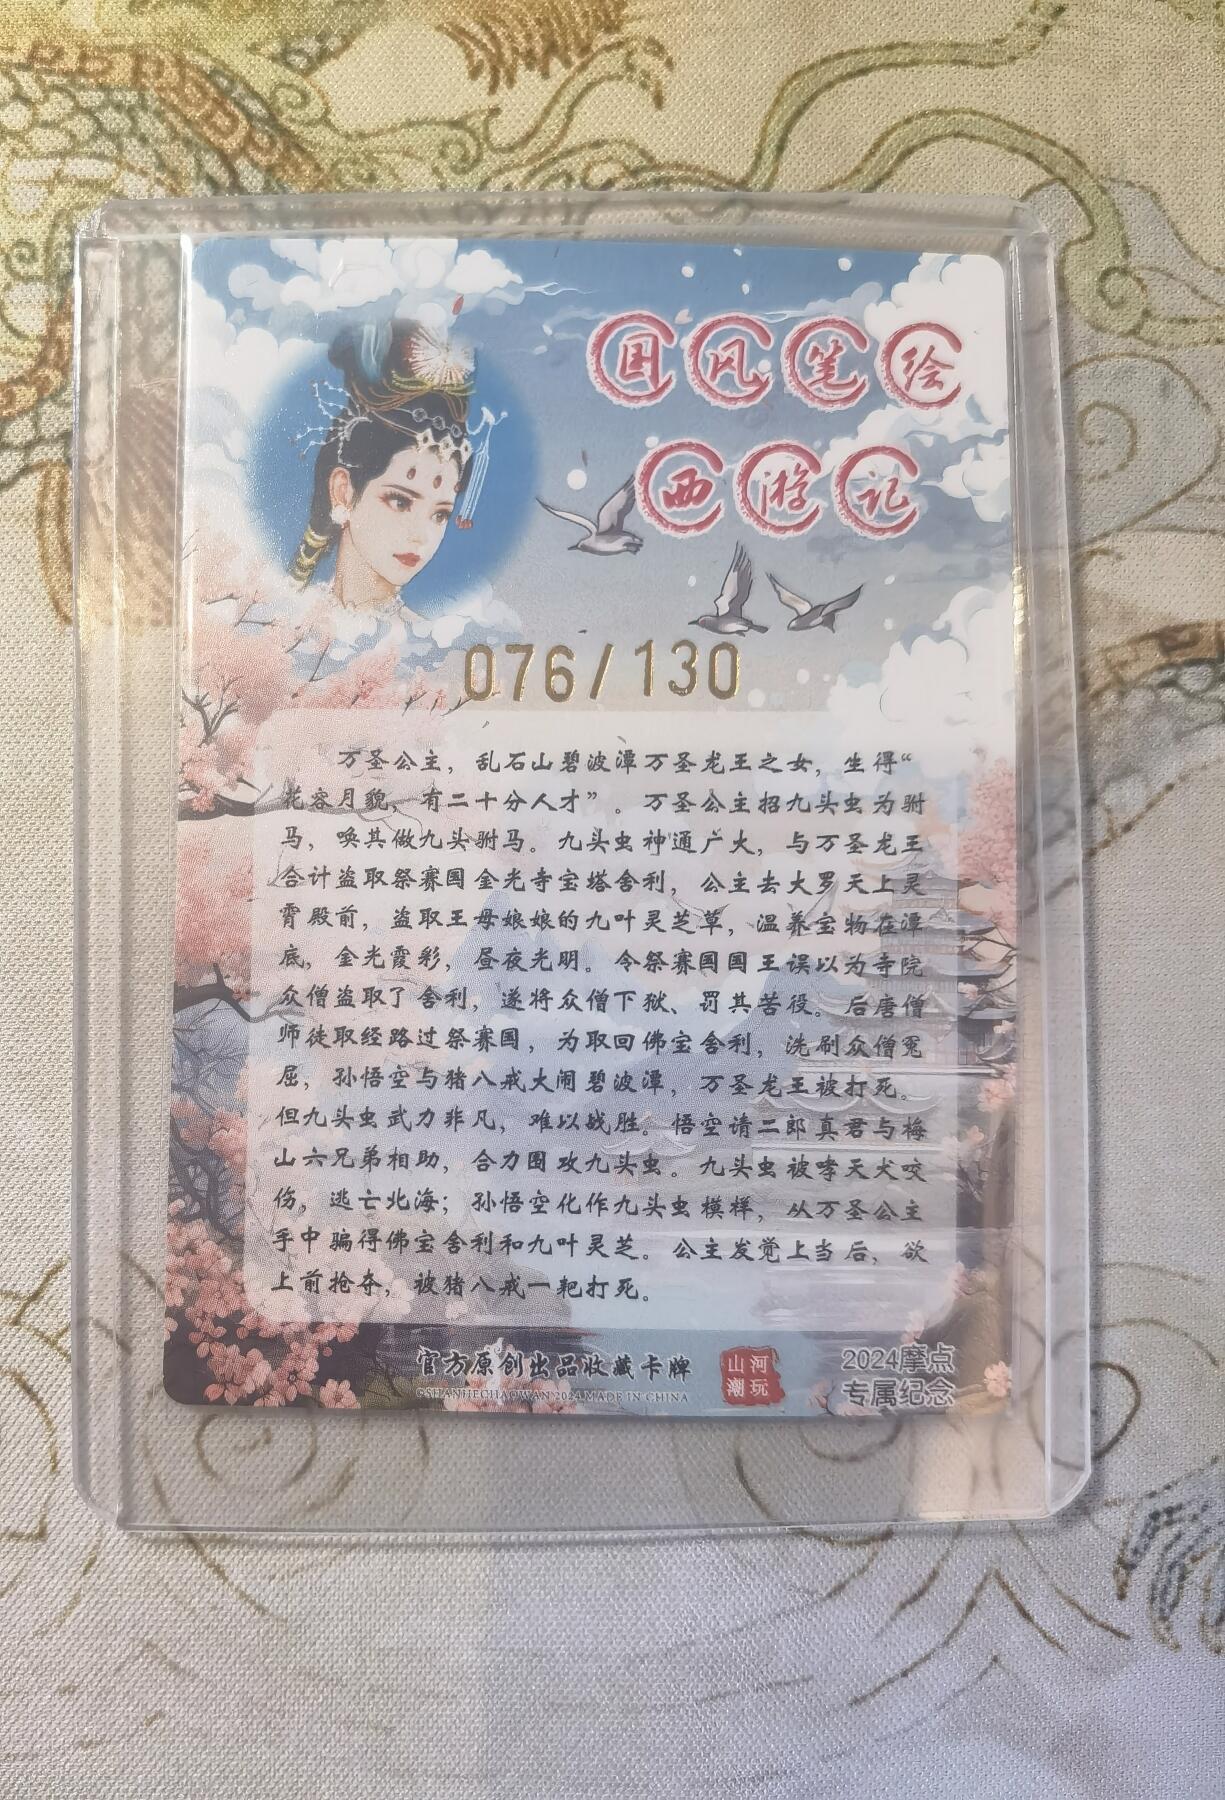 国风笔绘
西游记
076/130
万圣公主，乱石山碧波潭万圣龙王之女，生得“
花容月貌，有二十分人才”。万圣公主招九头虫为驸
马，唤其做九头驸马。九头虫神通广大，与万圣龙王
合计盗取祭赛国金光寺宝塔舍利，公主去大罗天上灵
霄殿前，盗取王母娘娘的九叶灵芝草，温养宝物在潭
底，金光霞彩，昼夜光明。令祭赛国国王误以为寺院
众僧盗取了舍利，遂将众僧下狱、罚其苦役。后唐僧
师徒取经路过祭赛国，为取回佛宝舍利，洗刷众僧冤
屈，孙悟空与猪八戒大闹碧波潭，万圣龙王被打死。
但九头虫武力非凡，难以战胜。悟空请二郎真君与梅
山六兄弟相助，合力围攻九头虫。九头虫被哮天犬咬
伤，逃亡北海；孙悟空化作九头虫模样，从万圣公主
手中骗得佛宝舍利和九叶灵芝。公主发觉上当后，欲
上前抢夺，被猪八戒一耙打死。
官方原创出品收藏卡牌
©SHANHECHAOWAN 2024 MADE IN CHINA
山河
潮玩
2024摩点
专属纪念